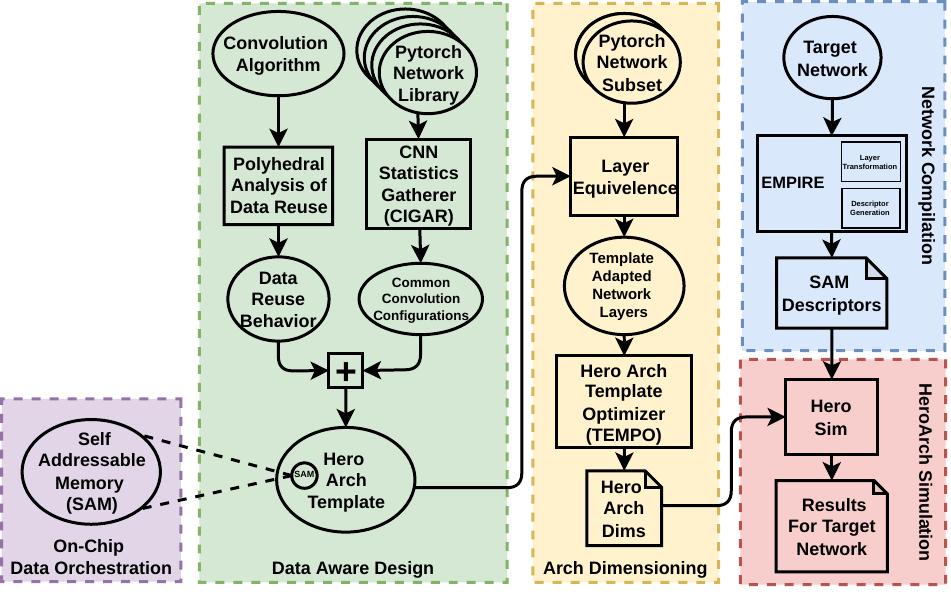 Convolution
Algorithm
Polyhedral
Analysis of
Data Reuse
Data
Reuse
Behavior
Pytorch
Network
Library
CNN
Statistics
Gatherer
(CIGAR)
Common
Convolution
Configurations
+
Hero
Arch
Template
SAM
Data Aware Design
Self
Addressable
Memory
(SAM)
On-Chip
Data Orchestration
Pytorch
Network
Subset
Layer
Equivelence
Template
Adapted
Network
Layers
Hero Arch
Template
Optimizer
(TEMPO)
Hero
Arch
Dims
Arch Dimensioning
Target
Network
EMPIRE
Layer
Transformation
Descriptor
Generation
SAM
Descriptors
Network Compilation
Hero
Sim
Results
For Target
Network
HeroArch Simulation